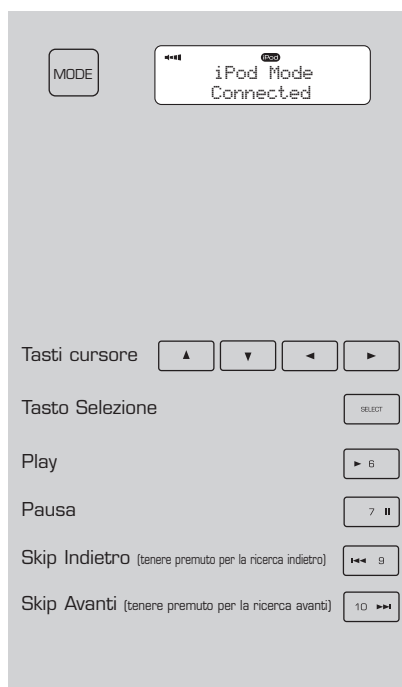 MODE
iPod
iPod Mode
Connected
Tasti cursore
Tasto Selezione
SELECT
Play
6
Pausa
7
Skip Indietro (tenere premuto per la ricerca indietro)
9
Skip Avanti (tenere premuto per la ricerca avanti)
10